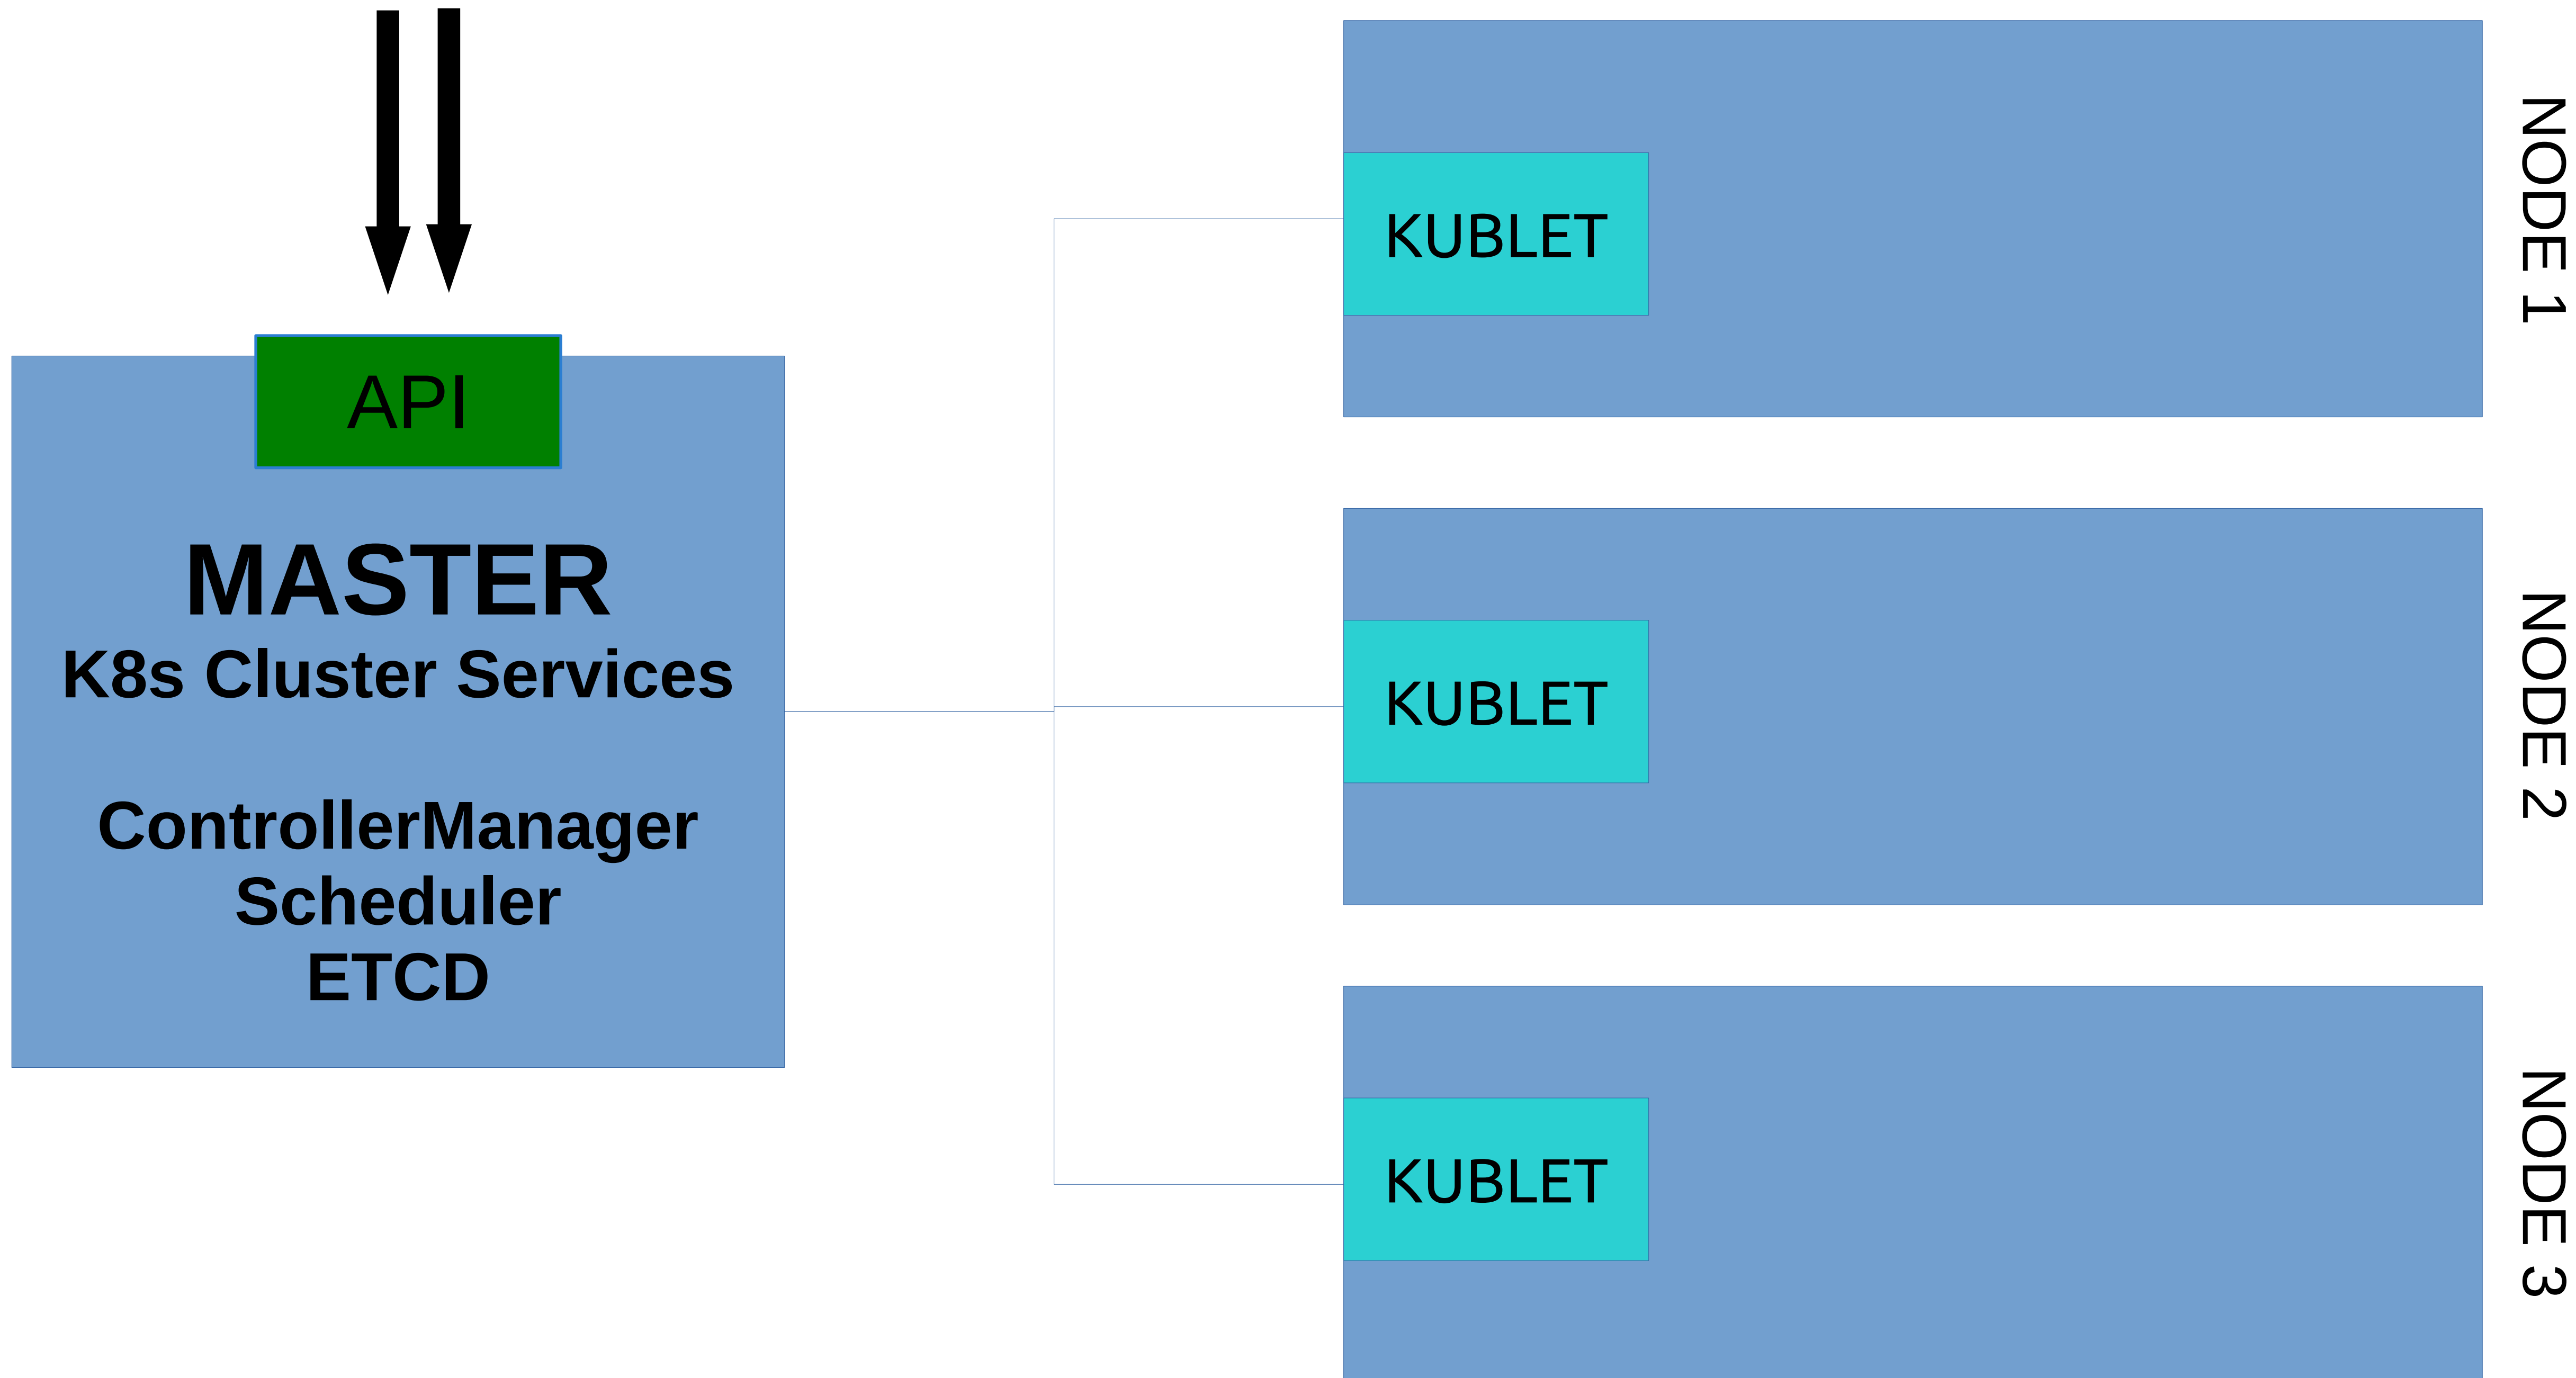 API
MASTER
K8s Cluster Services
ControllerManager
Scheduler
ETCD
KUBLET
NODE 1
KUBLET
NODE 2
KUBLET
NODE 3